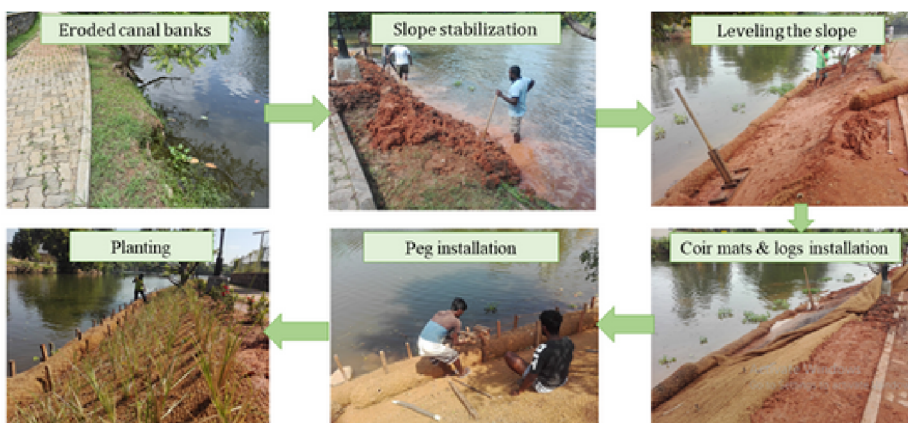 Eroded canal banks
Slope stabilization
Leveling the slope
Coir mats & logs installation
Peg installation
Planting